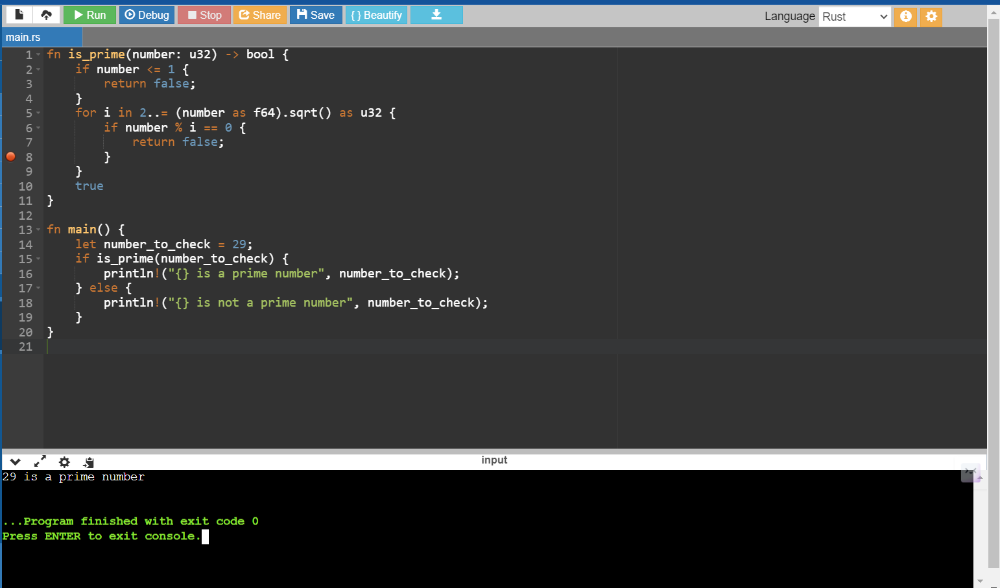 Run Debug Stop Share Save { } Beautify Language Rust
main.rs
1 fn is_prime(number: u32) -> bool {
2     if number <= 1 {
3         return false;
4     }
5     for i in 2..= (number as f64).sqrt() as u32 {
6         if number % i == 0 {
7             return false;
8         }
9     }
10     true
11 }
12
13 fn main() {
14     let number_to_check = 29;
15     if is_prime(number_to_check) {
16         println!("{} is a prime number", number_to_check);
17     } else {
18         println!("{} is not a prime number", number_to_check);
19     }
20 }
21
input
29 is a prime number
...Program finished with exit code 0
Press ENTER to exit console.